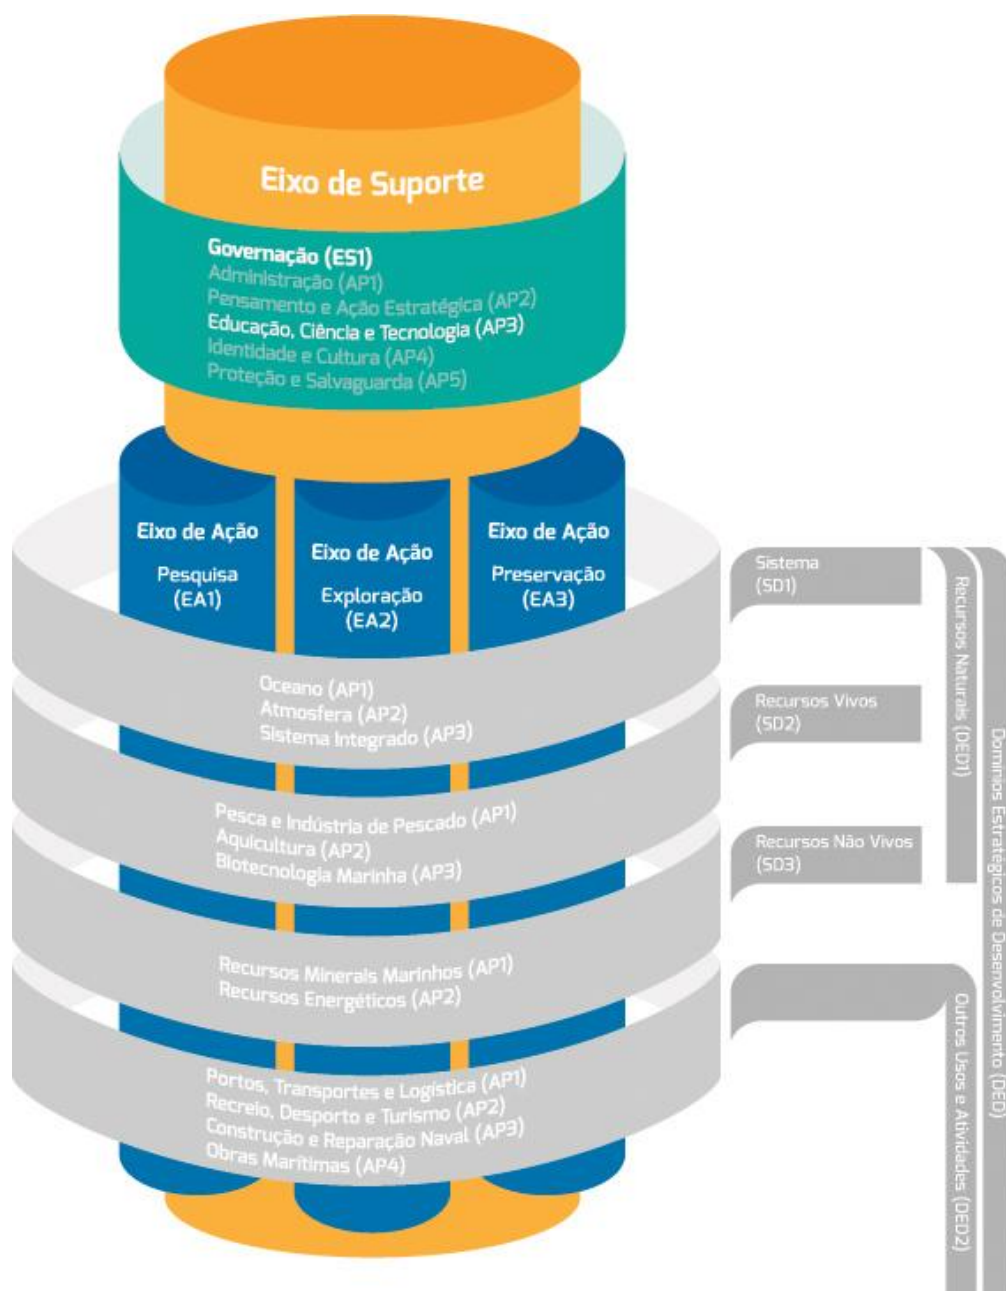 Eixo de Suporte
Governação (ES1)
Administração (AP1)
Pensamento e Ação Estratégica (AP2)
Educação, Ciência e Tecnologia (AP3)
Identidade e Cultura (AP4)
Proteção e Salvaguarda (AP5)
Eixo de Ação
Pesquisa
(EA1)
Eixo de Ação
Exploração
(EA2)
Eixo de Ação
Preservação
(EA3)
Oceano (AP1)
Atmosfera (AP2)
Sistema Integrado (AP3)
Pesca e Indústria de Pescado (AP1)
Aquicultura (AP2)
Biotecnologia Marinha (AP3)
Recursos Minerais Marinhos (AP1)
Recursos Energéticos (AP2)
Portos, Transportes e Logística (AP1)
Recreio, Desporto e Turismo (AP2)
Construção e Reparação Naval (AP3)
Obras Marítimas (AP4)
Sistema
(SD1)
Recursos Vivos
(SD2)
Recursos Não Vivos
(SD3)
Recursos Naturais (DED1)
Outros Usos e Atividades (DED2)
Domínios Estratégicos de Desenvolvimento (DED)